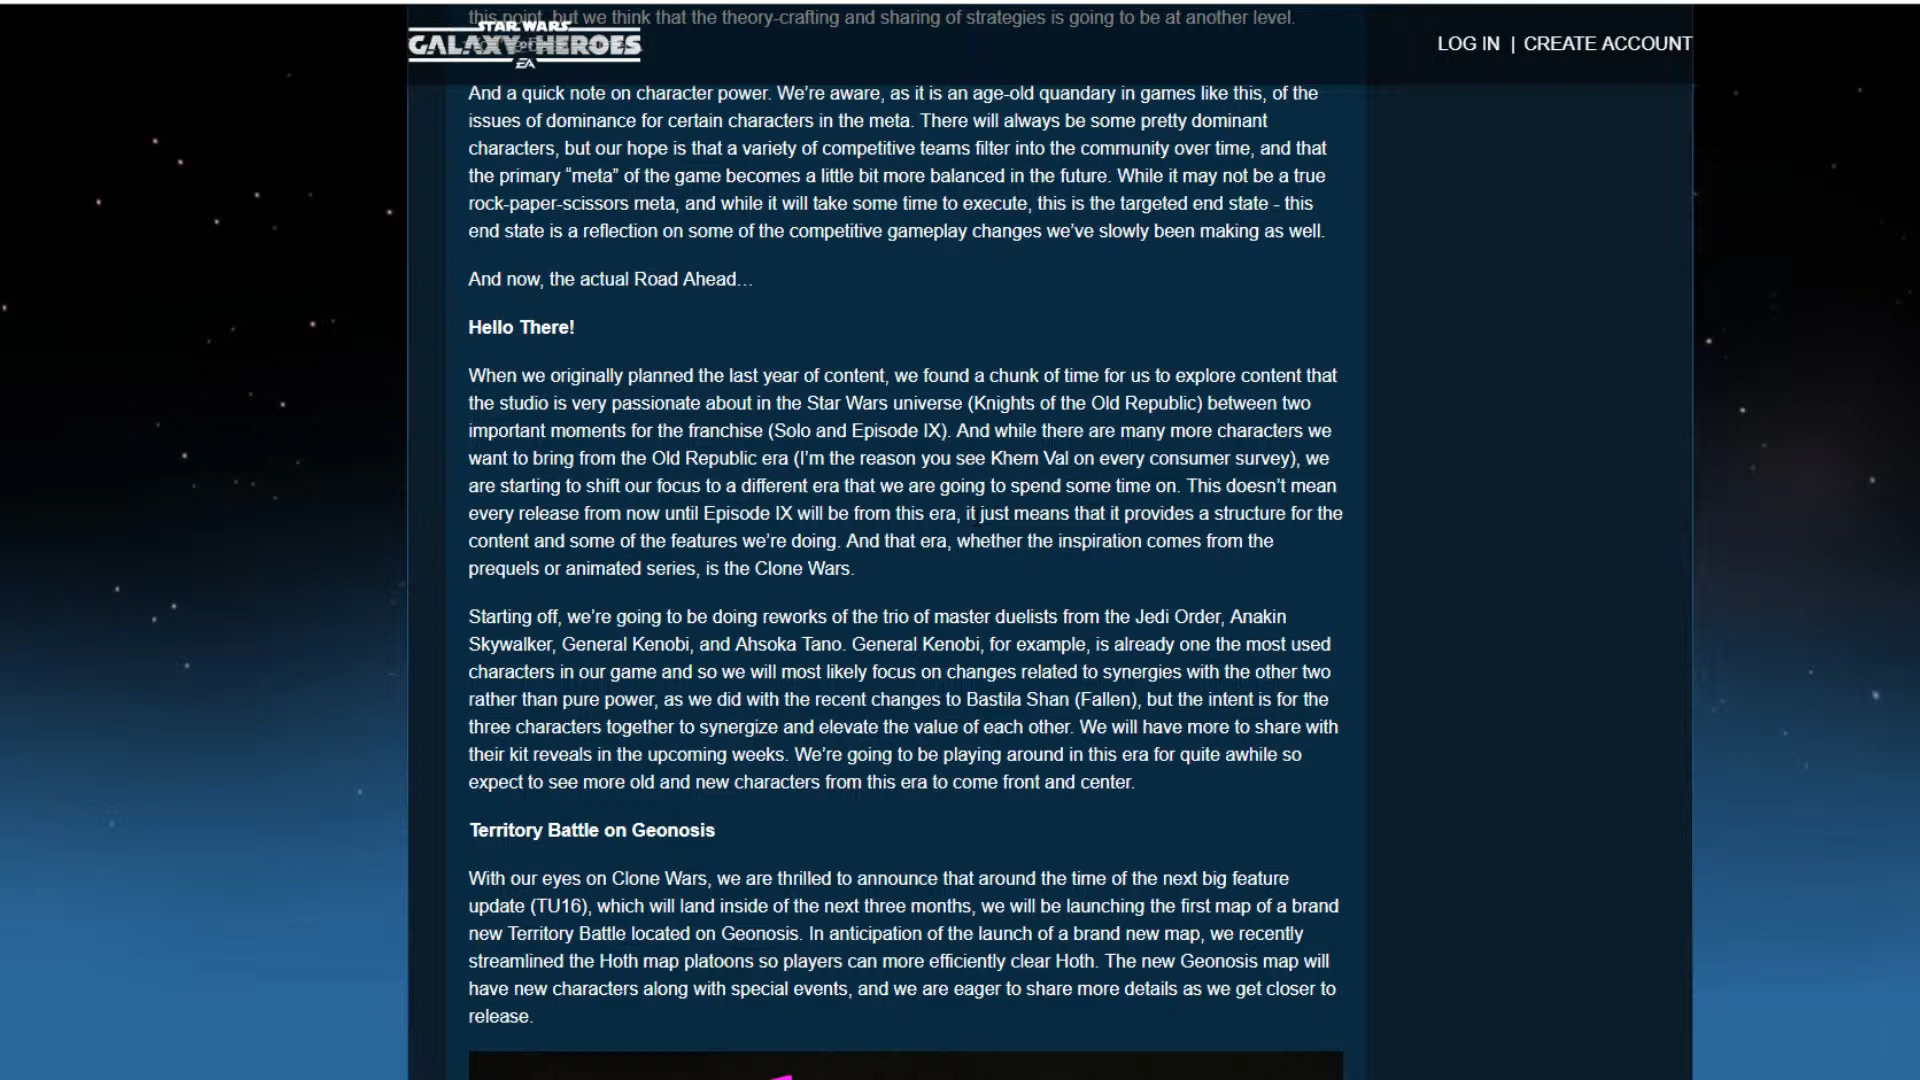 this point, but we think that the theory-crafting and sharing of strategies is going to be at another level.
STAR WARS
GALAXY OF HEROES
EA
LOG IN | CREATE ACCOUNT
And a quick note on character power. We're aware, as it is an age-old quandary in games like this, of the
issues of dominance for certain characters in the meta. There will always be some pretty dominant
characters, but our hope is that a variety of competitive teams filter into the community over time, and that
the primary “meta” of the game becomes a little bit more balanced in the future. While it may not be a true
rock-paper-scissors meta, and while it will take some time to execute, this is the targeted end state - this
end state is a reflection on some of the competitive gameplay changes we've slowly been making as well.
And now, the actual Road Ahead…
Hello There!
When we originally planned the last year of content, we found a chunk of time for us to explore content that
the studio is very passionate about in the Star Wars universe (Knights of the Old Republic) between two
important moments for the franchise (Solo and Episode IX). And while there are many more characters we
want to bring from the Old Republic era (I'm the reason you see Khem Val on every consumer survey), we
are starting to shift our focus to a different era that we are going to spend some time on. This doesn't mean
every release from now until Episode IX will be from this era, it just means that it provides a structure for the
content and some of the features we're doing. And that era, whether the inspiration comes from the
prequels or animated series, is the Clone Wars.
Starting off, we're going to be doing reworks of the trio of master duelists from the Jedi Order, Anakin
Skywalker, General Kenobi, and Ahsoka Tano. General Kenobi, for example, is already one the most used
characters in our game and so we will most likely focus on changes related to synergies with the other two
rather than pure power, as we did with the recent changes to Bastila Shan (Fallen), but the intent is for the
three characters together to synergize and elevate the value of each other. We will have more to share with
their kit reveals in the upcoming weeks. We're going to be playing around in this era for quite awhile so
expect to see more old and new characters from this era to come front and center.
Territory Battle on Geonosis
With our eyes on Clone Wars, we are thrilled to announce that around the time of the next big feature
update (TU16), which will land inside of the next three months, we will be launching the first map of a brand
new Territory Battle located on Geonosis. In anticipation of the launch of a brand new map, we recently
streamlined the Hoth map platoons so players can more efficiently clear Hoth. The new Geonosis map will
have new characters along with special events, and we are eager to share more details as we get closer to
release.